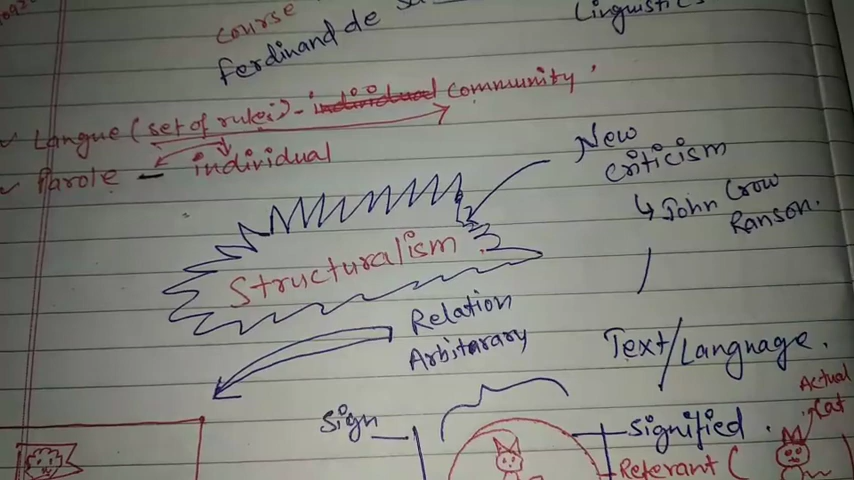 course
Linguistics
Ferdinand de
Langue (set of rules) - individual community
Parole - individual
New
criticism
↳ John Crow
Ranson.
Structuralism
Relation
Arbitarary
Text/Language.
Actual
Cat
Sign
Signified.
Referant (